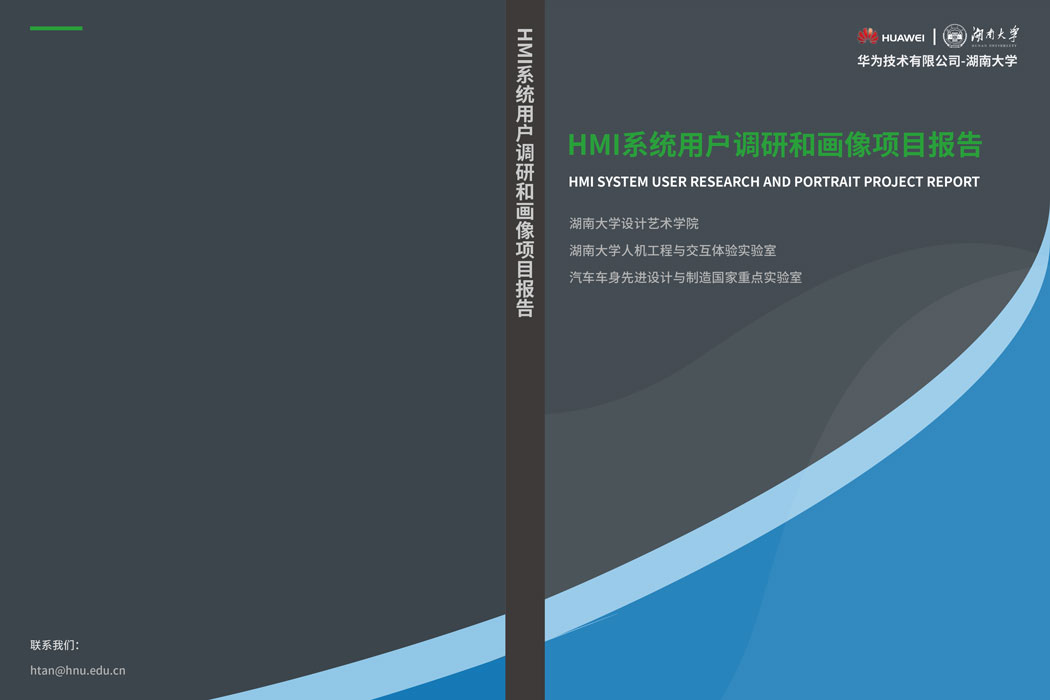 HUAWEI
湖南大学
HUNAN UNIVERSITY
华为技术有限公司-湖南大学
HMI系统用户调研和画像项目报告
HMI SYSTEM USER RESEARCH AND PORTRAIT PROJECT REPORT
湖南大学设计艺术学院
湖南大学人机工程与交互体验实验室
汽车车身先进设计与制造国家重点实验室
HMI系统用户调研和画像项目报告
联系我们:
htan@hnu.edu.cn